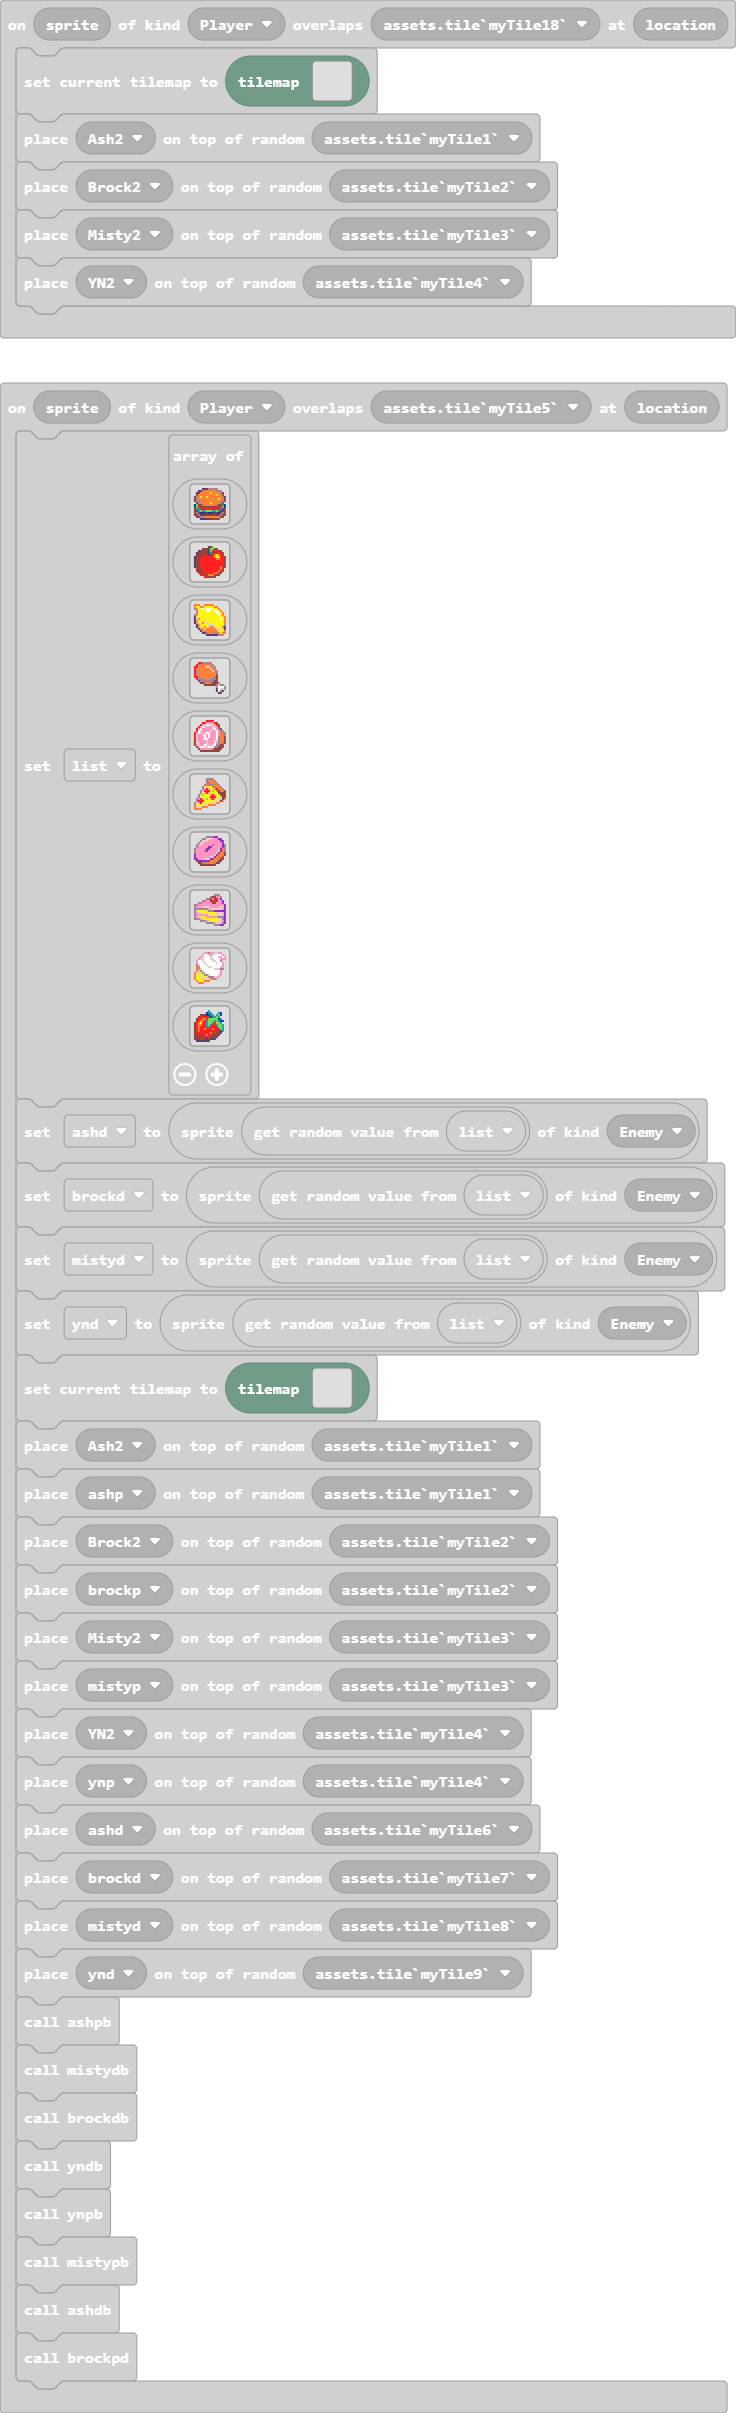 on sprite of kind Player overlaps assets.tile`myTile18` at location
set current tilemap to tilemap
place Ash2 on top of random assets.tile`myTile1`
place Brock2 on top of random assets.tile`myTile2`
place Misty2 on top of random assets.tile`myTile3`
place YN2 on top of random assets.tile`myTile4`
on sprite of kind Player overlaps assets.tile`myTile5` at location
array of
set list to
set ashd to sprite get random value from list of kind Enemy
set brockd to sprite get random value from list of kind Enemy
set mistyd to sprite get random value from list of kind Enemy
set ynd to sprite get random value from list of kind Enemy
set current tilemap to tilemap
place Ash2 on top of random assets.tile`myTile1`
place ashp on top of random assets.tile`myTile1`
place Brock2 on top of random assets.tile`myTile2`
place brockp on top of random assets.tile`myTile2`
place Misty2 on top of random assets.tile`myTile3`
place mistyp on top of random assets.tile`myTile3`
place YN2 on top of random assets.tile`myTile4`
place ynp on top of random assets.tile`myTile4`
place ashd on top of random assets.tile`myTile6`
place brockd on top of random assets.tile`myTile7`
place mistyd on top of random assets.tile`myTile8`
place ynd on top of random assets.tile`myTile9`
call ashpb
call mistydb
call brockdb
call yndb
call ynpb
call mistypb
call ashdb
call brockpd